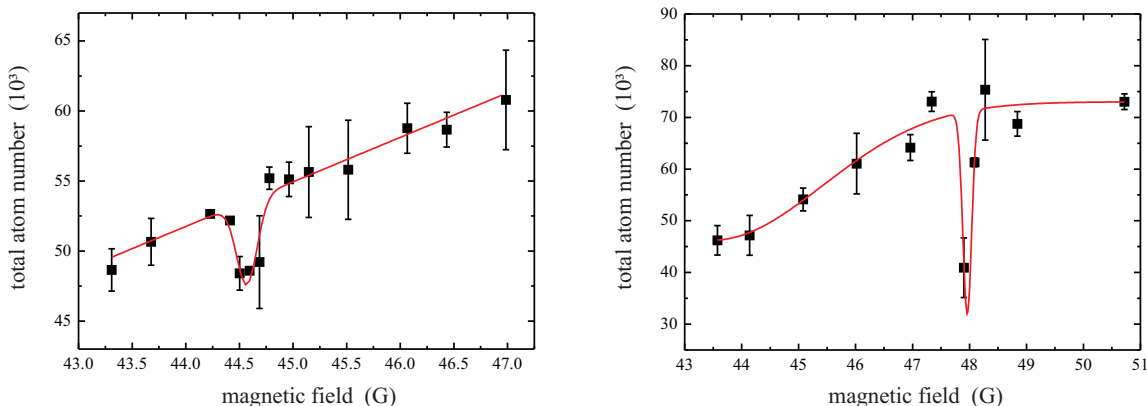 total atom number (10³)
65
60
55
50
45
43.0 43.5 44.0 44.5 45.0 45.5 46.0 46.5 47.0
magnetic field (G)
total atom number (10³)
90
80
70
60
50
40
30
25
43 44 45 46 47 48 49 50 51
magnetic field (G)